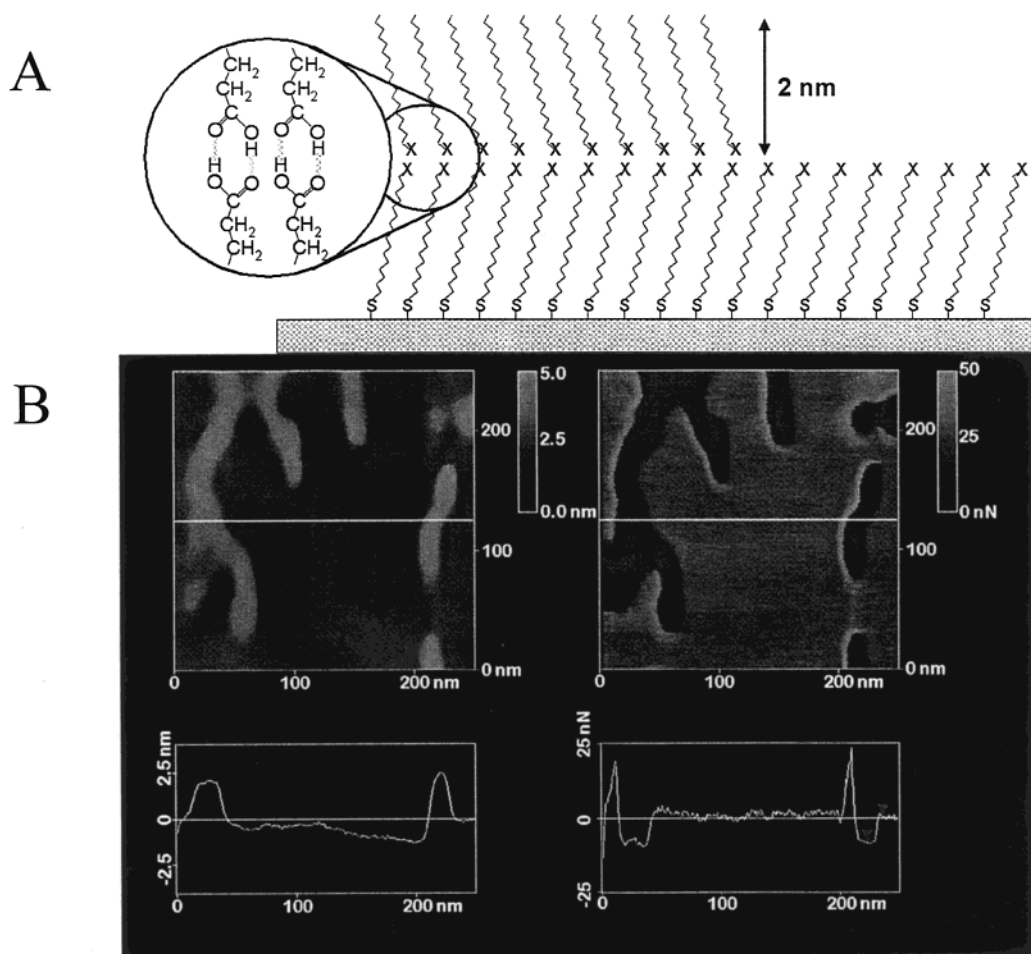 A
CH2 CH2
CH2 CH2
C C
O O O O
H H H H
O O O O
C C
CH2 CH2
CH2 CH2
X X X X X X X X X X
X X X X X X X X X X X X X X X X X X
2 nm
S S S S S S S S S S S S S S S S S S
B
5.0
2.5
0.0 nm
200
100
0 nm
0 100 200 nm
50
25
0 nN
200
100
0 nm
0 100 200 nm
2.5 nm
0
-2.5
0 100 200 nm
25 nN
0
-25
0 100 200 nm